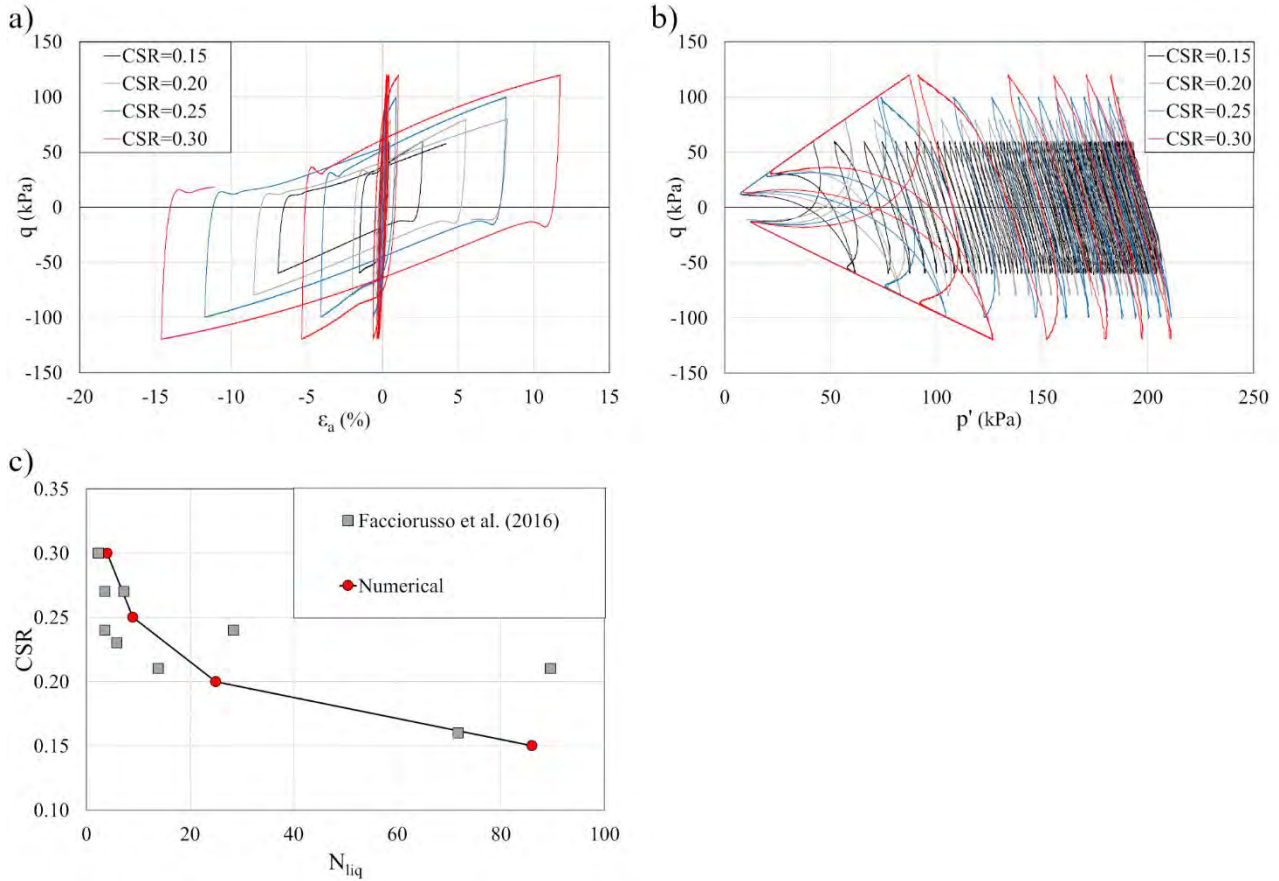 a)
150
100
50
0
-50
-100
-150
q (kPa)
CSR=0.15
CSR=0.20
CSR=0.25
CSR=0.30
-20
-15
-10
-5
0
5
10
15
εa (%)
b)
150
100
50
0
-50
-100
-150
q (kPa)
CSR=0.15
CSR=0.20
CSR=0.25
CSR=0.30
0
50
100
150
200
250
p' (kPa)
c)
0.35
0.30
0.25
0.20
0.15
0.10
CSR
Facciorusso et al. (2016)
Numerical
0
20
40
60
80
100
Nliq